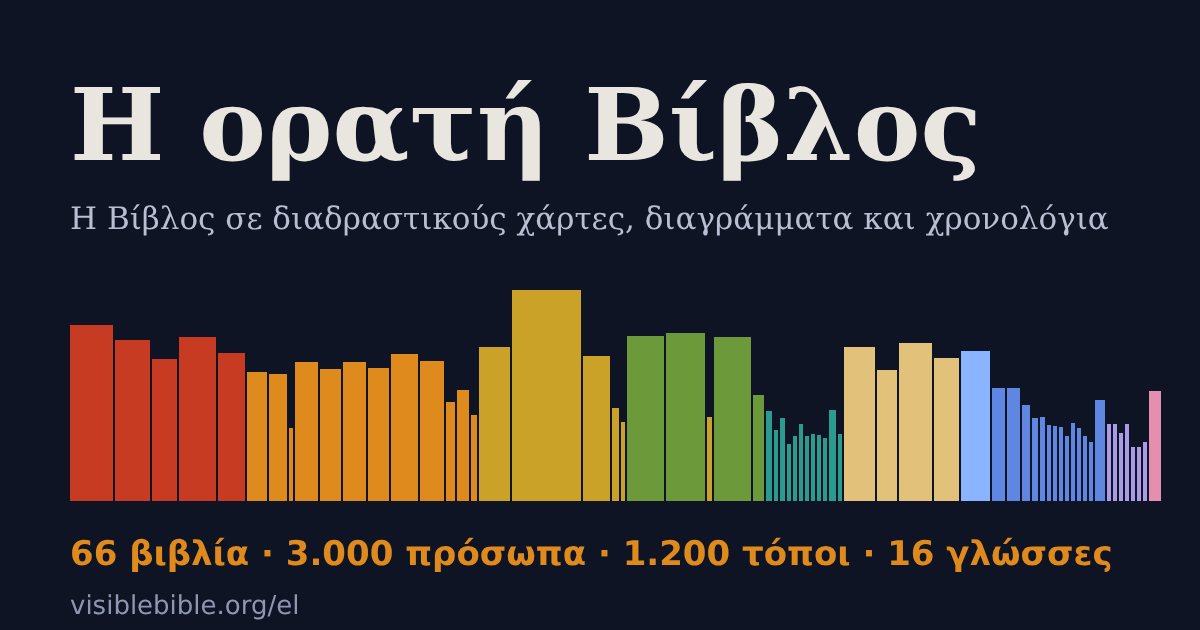 Η ορατή Βίβλος
Η Βίβλος σε διαδραστικούς χάρτες, διαγράμματα και χρονολόγια
66 βιβλία · 3.000 πρόσωπα · 1.200 τόποι · 16 γλώσσες
visiblebible.org/el